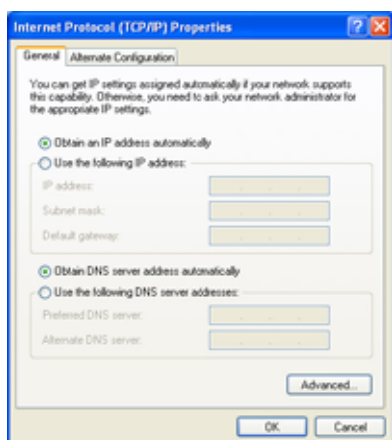 Internet Protocol (TCP/IP) Properties
General
Alternate Configuration
You can get IP settings assigned automatically if your network supports
this capability. Otherwise, you need to ask your network administrator for
the appropriate IP settings.
Obtain an IP address automatically
Use the following IP address:
IP address:
Subnet mask:
Default gateway:
Obtain DNS server address automatically
Use the following DNS server addresses:
Preferred DNS server:
Alternate DNS server:
Advanced...
OK
Cancel